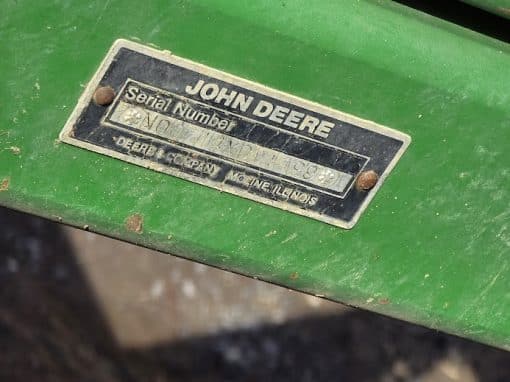 JOHN DEERE
Serial Number
DEERE & COMPANY MOLINE, ILLINOIS